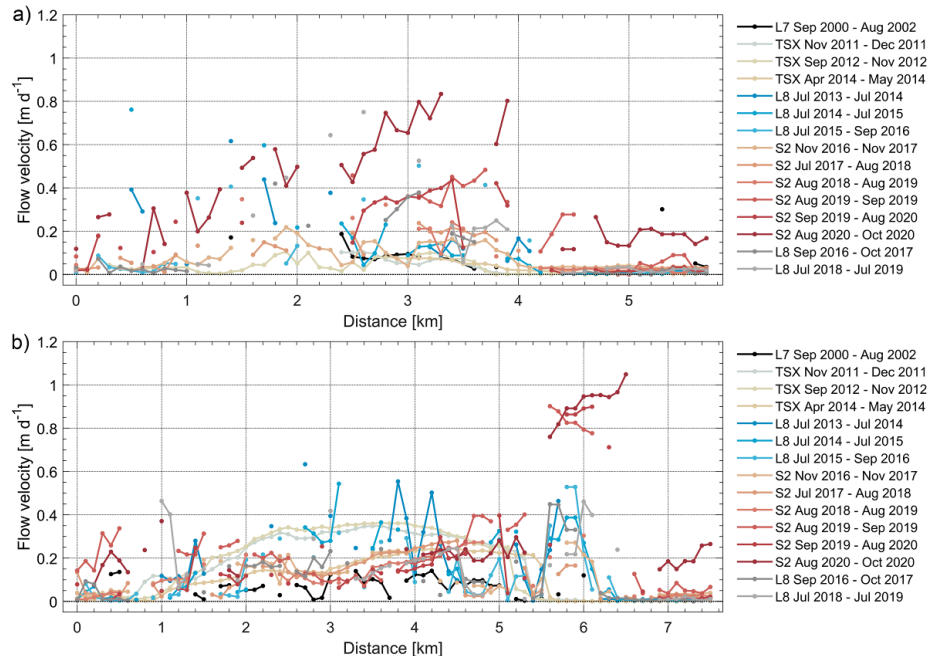 a)
1.2
1
0.8
0.6
0.4
0.2
0
Flow velocity [m d⁻¹]
0 1 2 3 4 5
Distance [km]
L7 Sep 2000 - Aug 2002
TSX Nov 2011 - Dec 2011
TSX Sep 2012 - Nov 2012
TSX Apr 2014 - May 2014
L8 Jul 2013 - Jul 2014
L8 Jul 2014 - Jul 2015
L8 Jul 2015 - Sep 2016
S2 Nov 2016 - Nov 2017
S2 Jul 2017 - Aug 2018
S2 Aug 2018 - Aug 2019
S2 Aug 2019 - Sep 2019
S2 Sep 2019 - Aug 2020
S2 Aug 2020 - Oct 2020
L8 Sep 2016 - Oct 2017
L8 Jul 2018 - Jul 2019
b)
1.2
1
0.8
0.6
0.4
0.2
0
Flow velocity [m d⁻¹]
0 1 2 3 4 5 6 7
Distance [km]
L7 Sep 2000 - Aug 2002
TSX Nov 2011 - Dec 2011
TSX Sep 2012 - Nov 2012
TSX Apr 2014 - May 2014
L8 Jul 2013 - Jul 2014
L8 Jul 2014 - Jul 2015
L8 Jul 2015 - Sep 2016
S2 Nov 2016 - Nov 2017
S2 Jul 2017 - Aug 2018
S2 Aug 2018 - Aug 2019
S2 Aug 2019 - Sep 2019
S2 Sep 2019 - Aug 2020
S2 Aug 2020 - Oct 2020
L8 Sep 2016 - Oct 2017
L8 Jul 2018 - Jul 2019